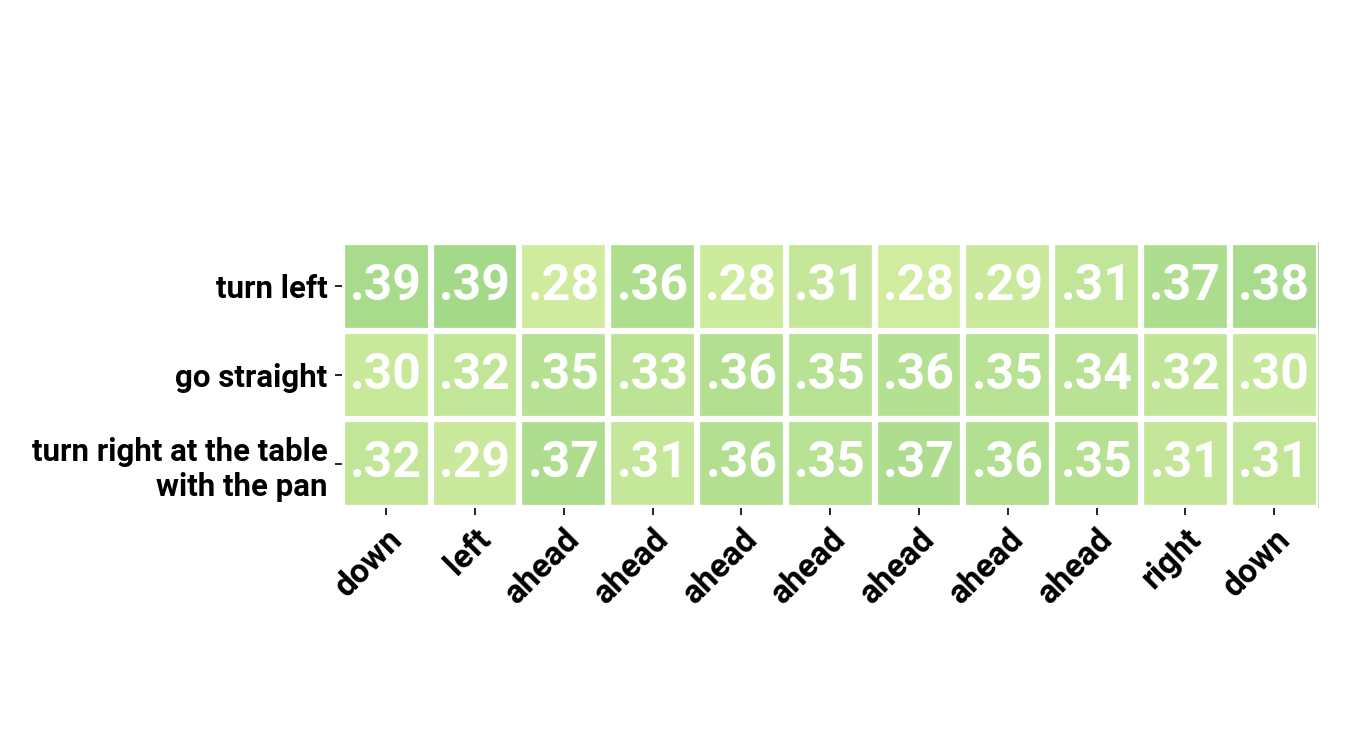 turn left .39 .39 .28 .36 .28 .31 .28 .29 .31 .37 .38
go straight .30 .32 .35 .33 .36 .35 .36 .35 .34 .32 .30
turn right at the table
with the pan .32 .29 .37 .31 .36 .35 .37 .36 .35 .31 .31
down left ahead ahead ahead ahead ahead ahead ahead right down